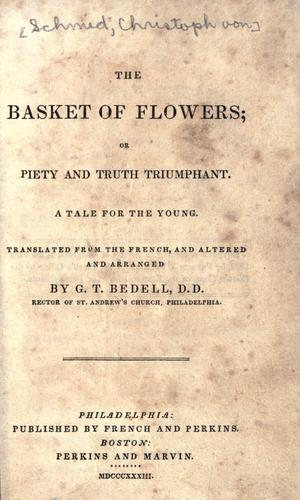 [Schmid, Christoph von]
THE
BASKET OF FLOWERS;
OR
PIETY AND TRUTH TRIUMPHANT.
A TALE FOR THE YOUNG.
TRANSLATED FROM THE FRENCH, AND ALTERED
AND ARRANGED
BY G. T. BEDELL, D.D.
RECTOR OF ST. ANDREW'S CHURCH, PHILADELPHIA.
PHILADELPHIA:
PUBLISHED BY FRENCH AND PERKINS.
BOSTON:
PERKINS AND MARVIN.
MDCCCXXXIII.